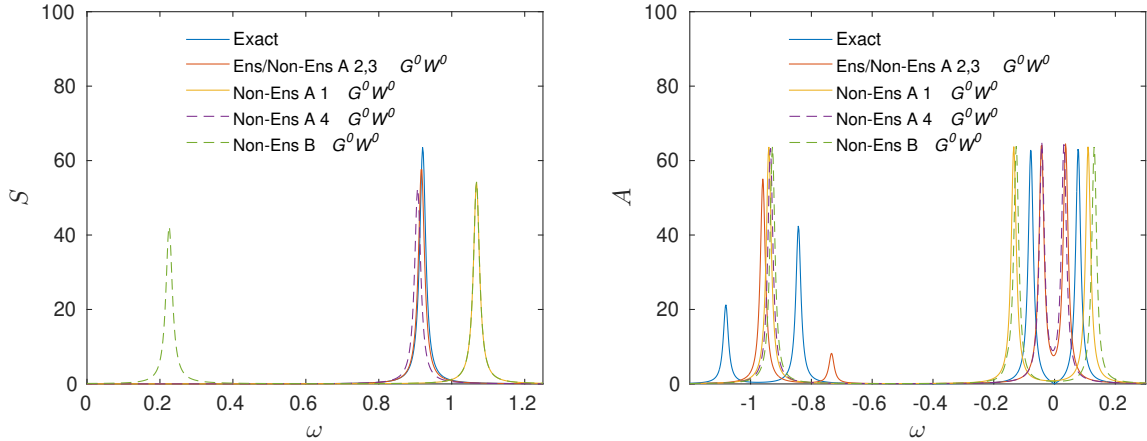 100
80
60
40
20
0
S
0
0.2
0.4
0.6
0.8
1
1.2
ω
Exact
Ens/Non-Ens A 2,3 G⁰W⁰
Non-Ens A 1 G⁰W⁰
Non-Ens A 4 G⁰W⁰
Non-Ens B G⁰W⁰
100
80
60
40
20
0
A
-1
-0.8
-0.6
-0.4
-0.2
0
0.2
ω
Exact
Ens/Non-Ens A 2,3 G⁰W⁰
Non-Ens A 1 G⁰W⁰
Non-Ens A 4 G⁰W⁰
Non-Ens B G⁰W⁰